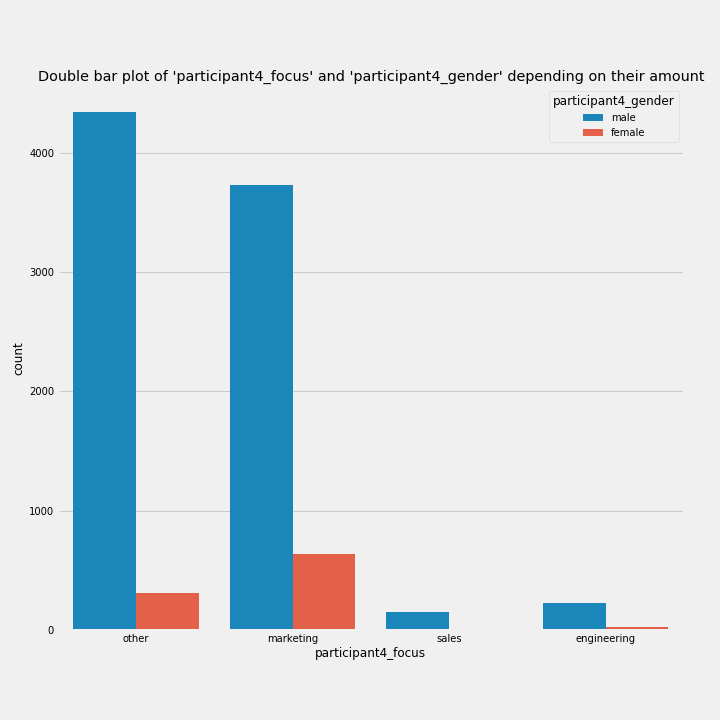 Double bar plot of 'participant4_focus' and 'participant4_gender' depending on their amount
participant4_gender
male
female
4000
3000
2000
1000
0
count
other marketing sales engineering
participant4_focus